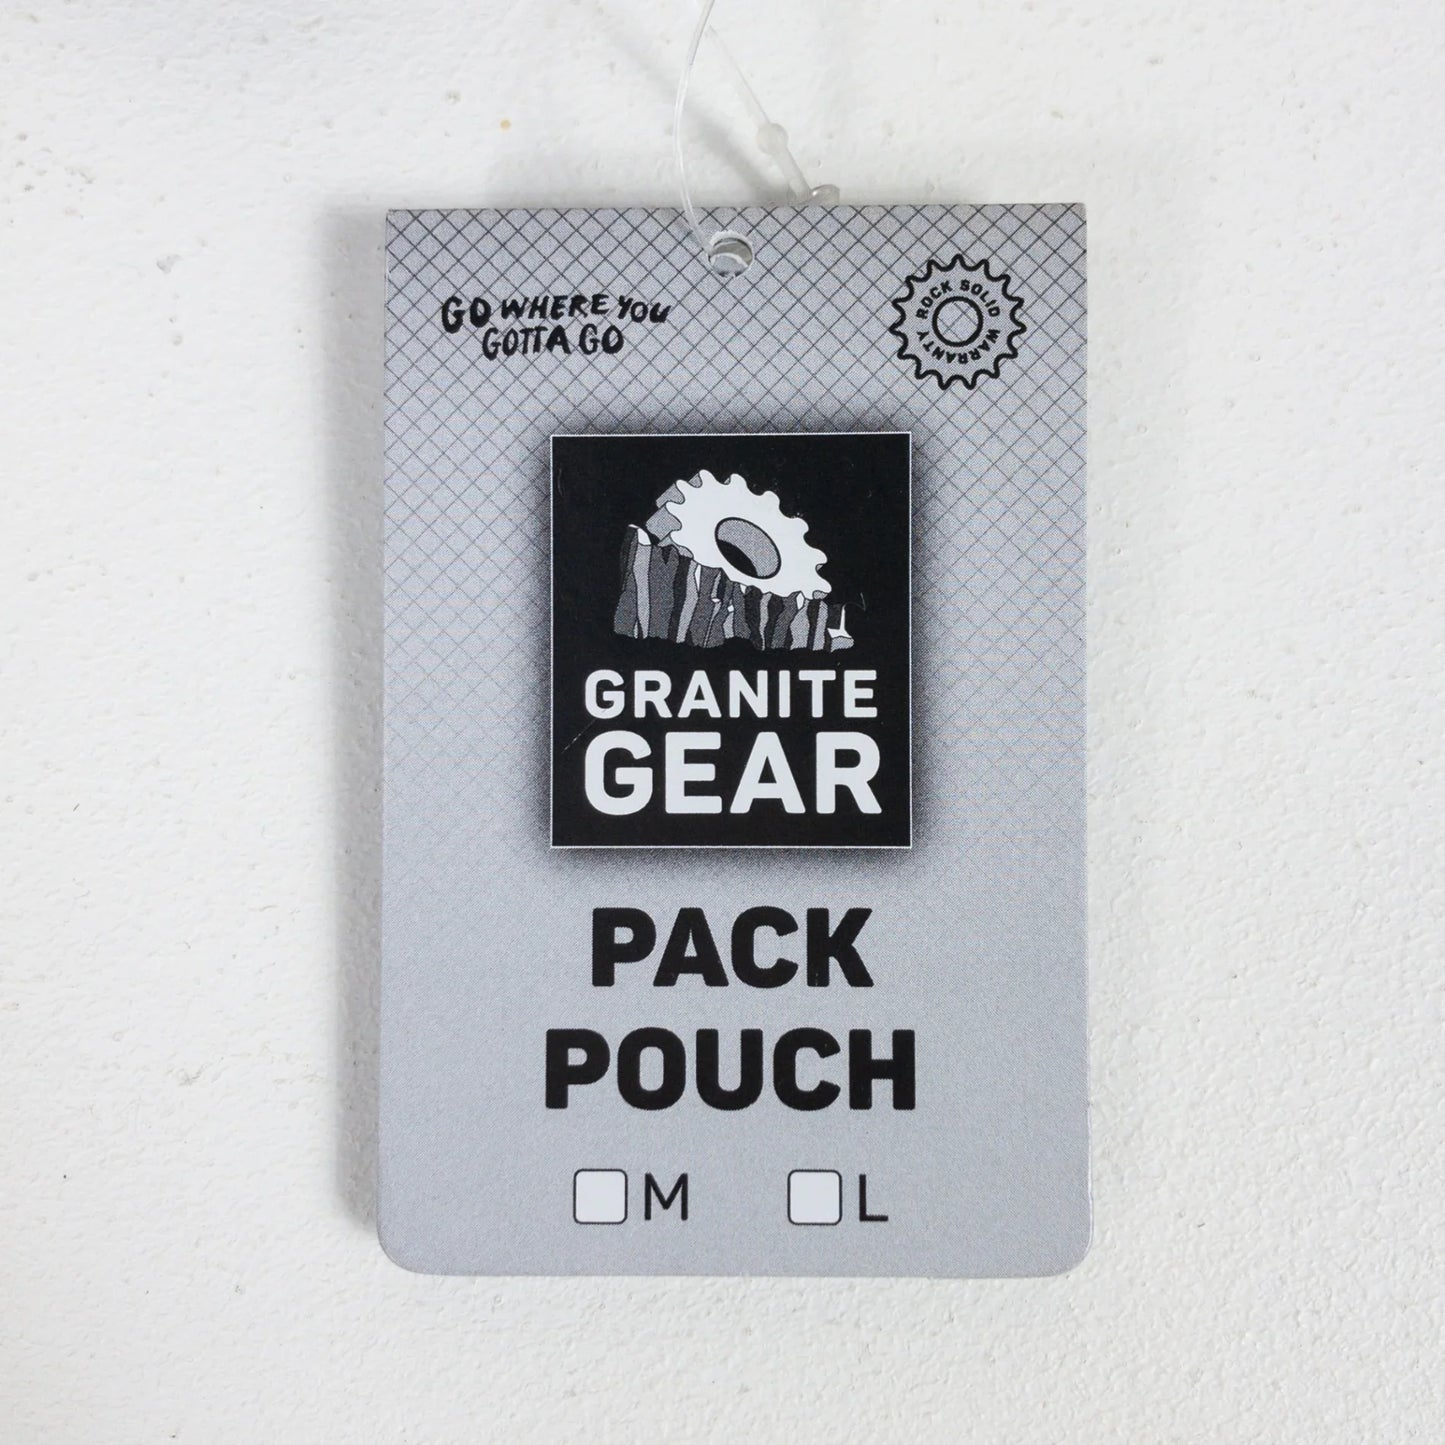 GO WHERE YOU
GOTTA GO
ROCK SOLID WARRANTY
GRANITE
GEAR
PACK
POUCH
M L